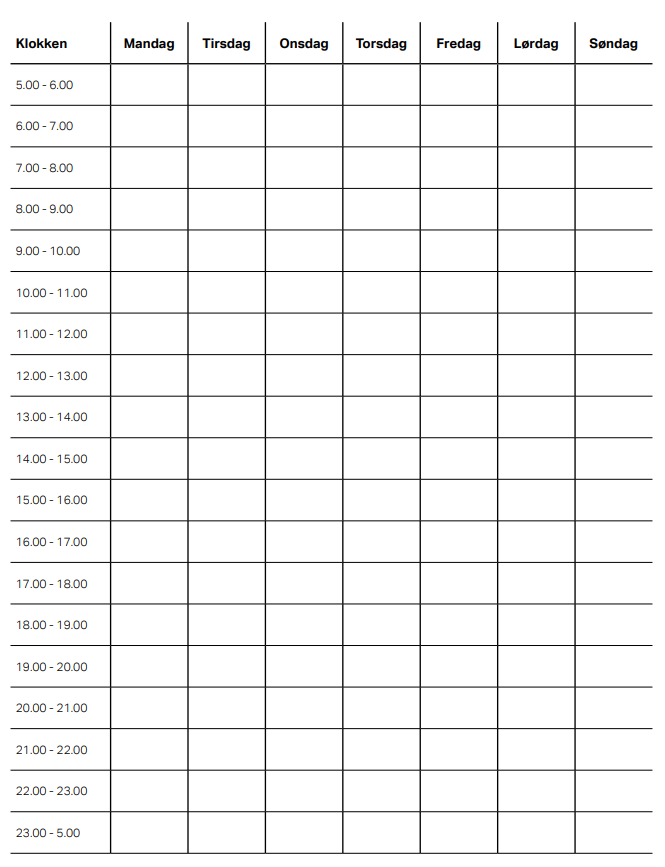 Klokken Mandag Tirsdag Onsdag Torsdag Fredag Lørdag Søndag
5.00 - 6.00
6.00 - 7.00
7.00 - 8.00
8.00 - 9.00
9.00 - 10.00
10.00 - 11.00
11.00 - 12.00
12.00 - 13.00
13.00 - 14.00
14.00 - 15.00
15.00 - 16.00
16.00 - 17.00
17.00 - 18.00
18.00 - 19.00
19.00 - 20.00
20.00 - 21.00
21.00 - 22.00
22.00 - 23.00
23.00 - 5.00